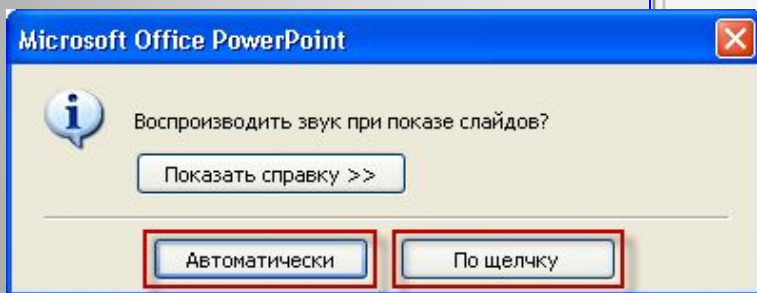 Microsoft Office PowerPoint
Воспроизводить звук при показе слайдов?
Показать справку >>
Автоматически
По щелчку